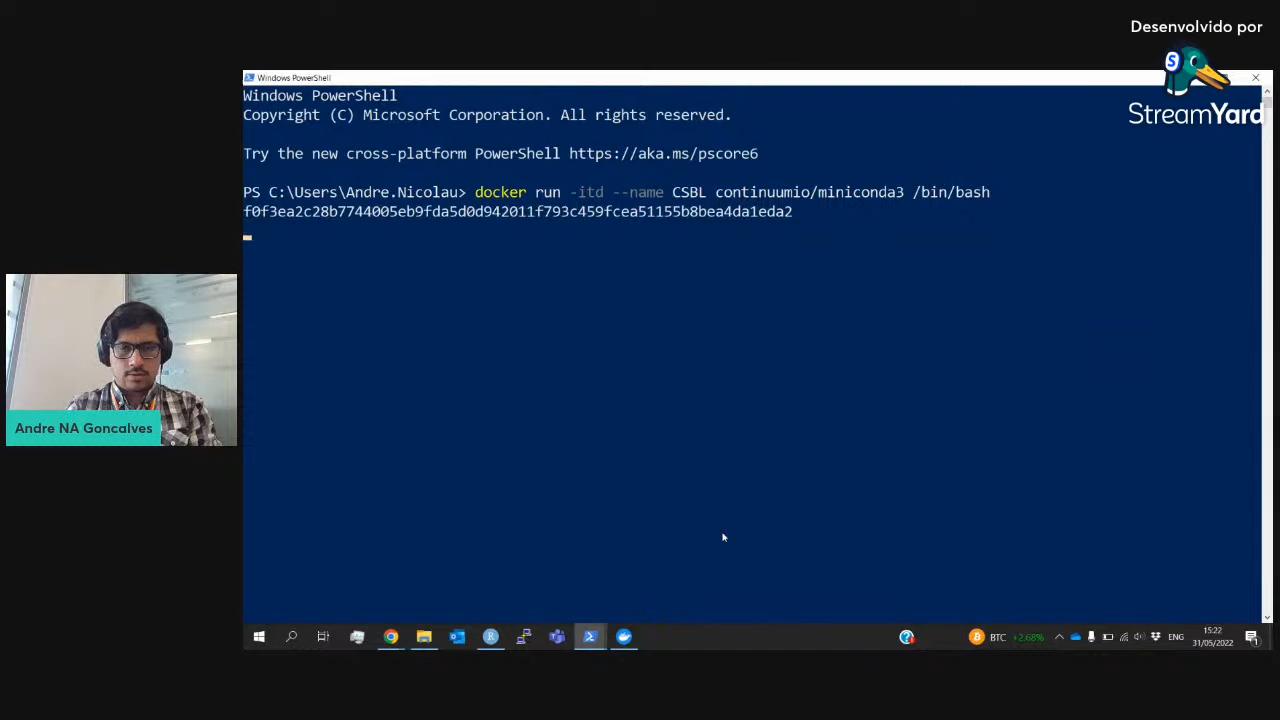 Desenvolvido por
S
StreamYard
Windows PowerShell
Windows PowerShell
Copyright (C) Microsoft Corporation. All rights reserved.
Try the new cross-platform PowerShell https://aka.ms/pscore6
PS C:\Users\Andre.Nicolau> docker run -itd --name CSBL continuumio/miniconda3 /bin/bash
f0f3ea2c28b7744005eb9fda5d0d942011f793c459fcea51155b8bea4da1eda2
Andre NA Goncalves
BTC +2.68%
ENG
15:22
31/05/2022